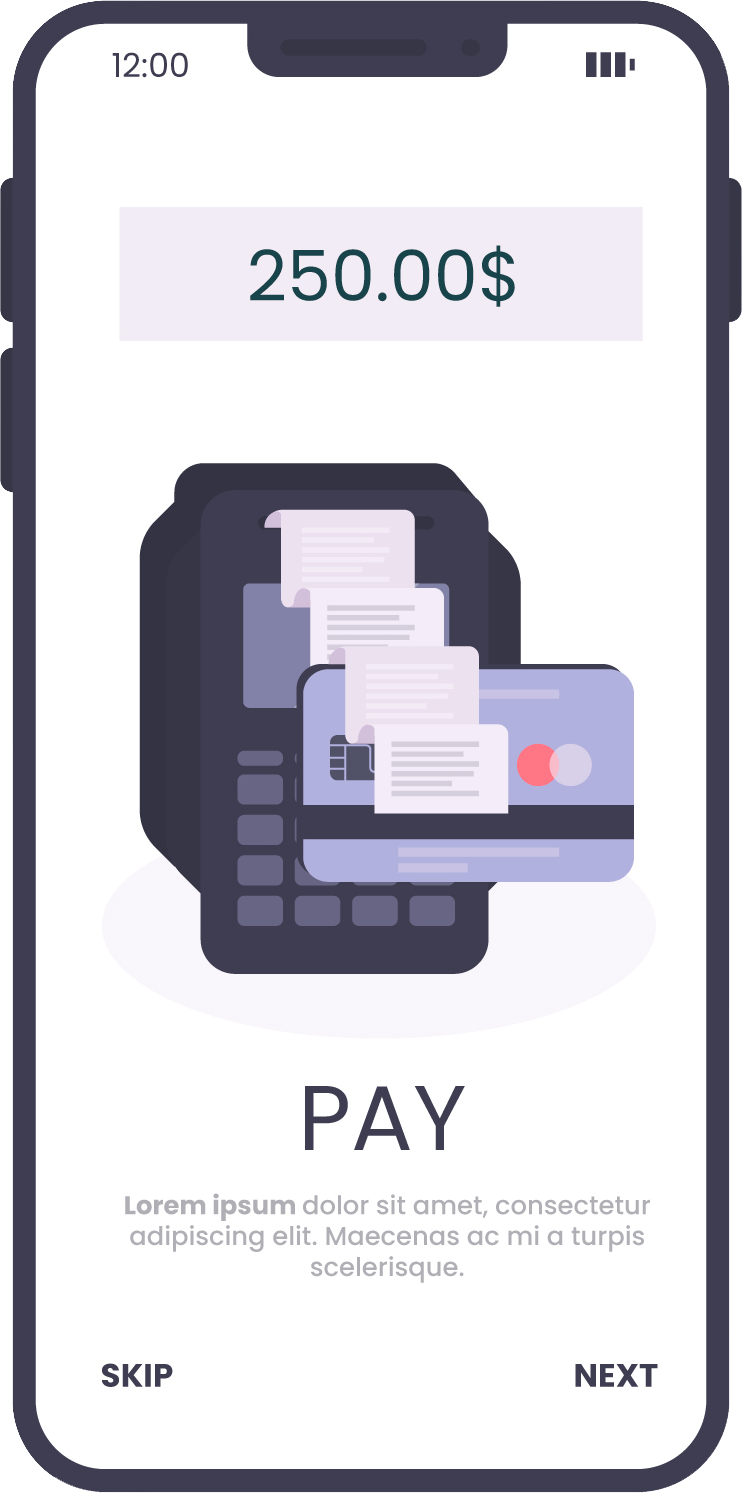 12:00
250.00$
PAY
Lorem ipsum dolor sit amet, consectetur
adipiscing elit. Maecenas ac mi a turpis
scelerisque.
SKIP
NEXT